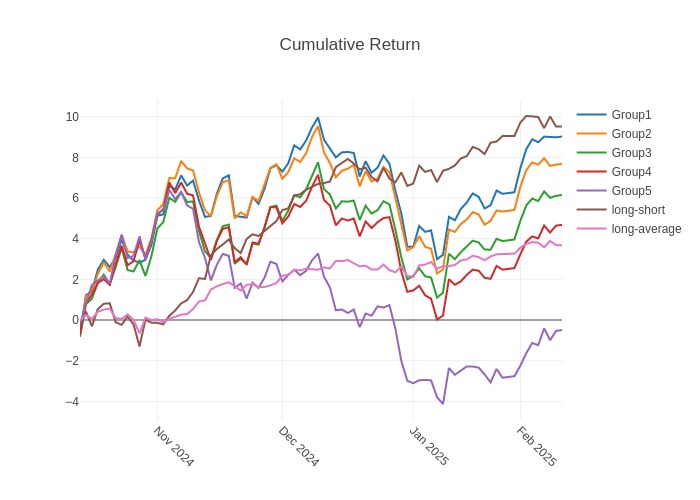 Cumulative Return
10
8
6
4
2
0
−2
−4
Nov 2024
Dec 2024
Jan 2025
Feb 2025
Group1
Group2
Group3
Group4
Group5
long-short
long-average